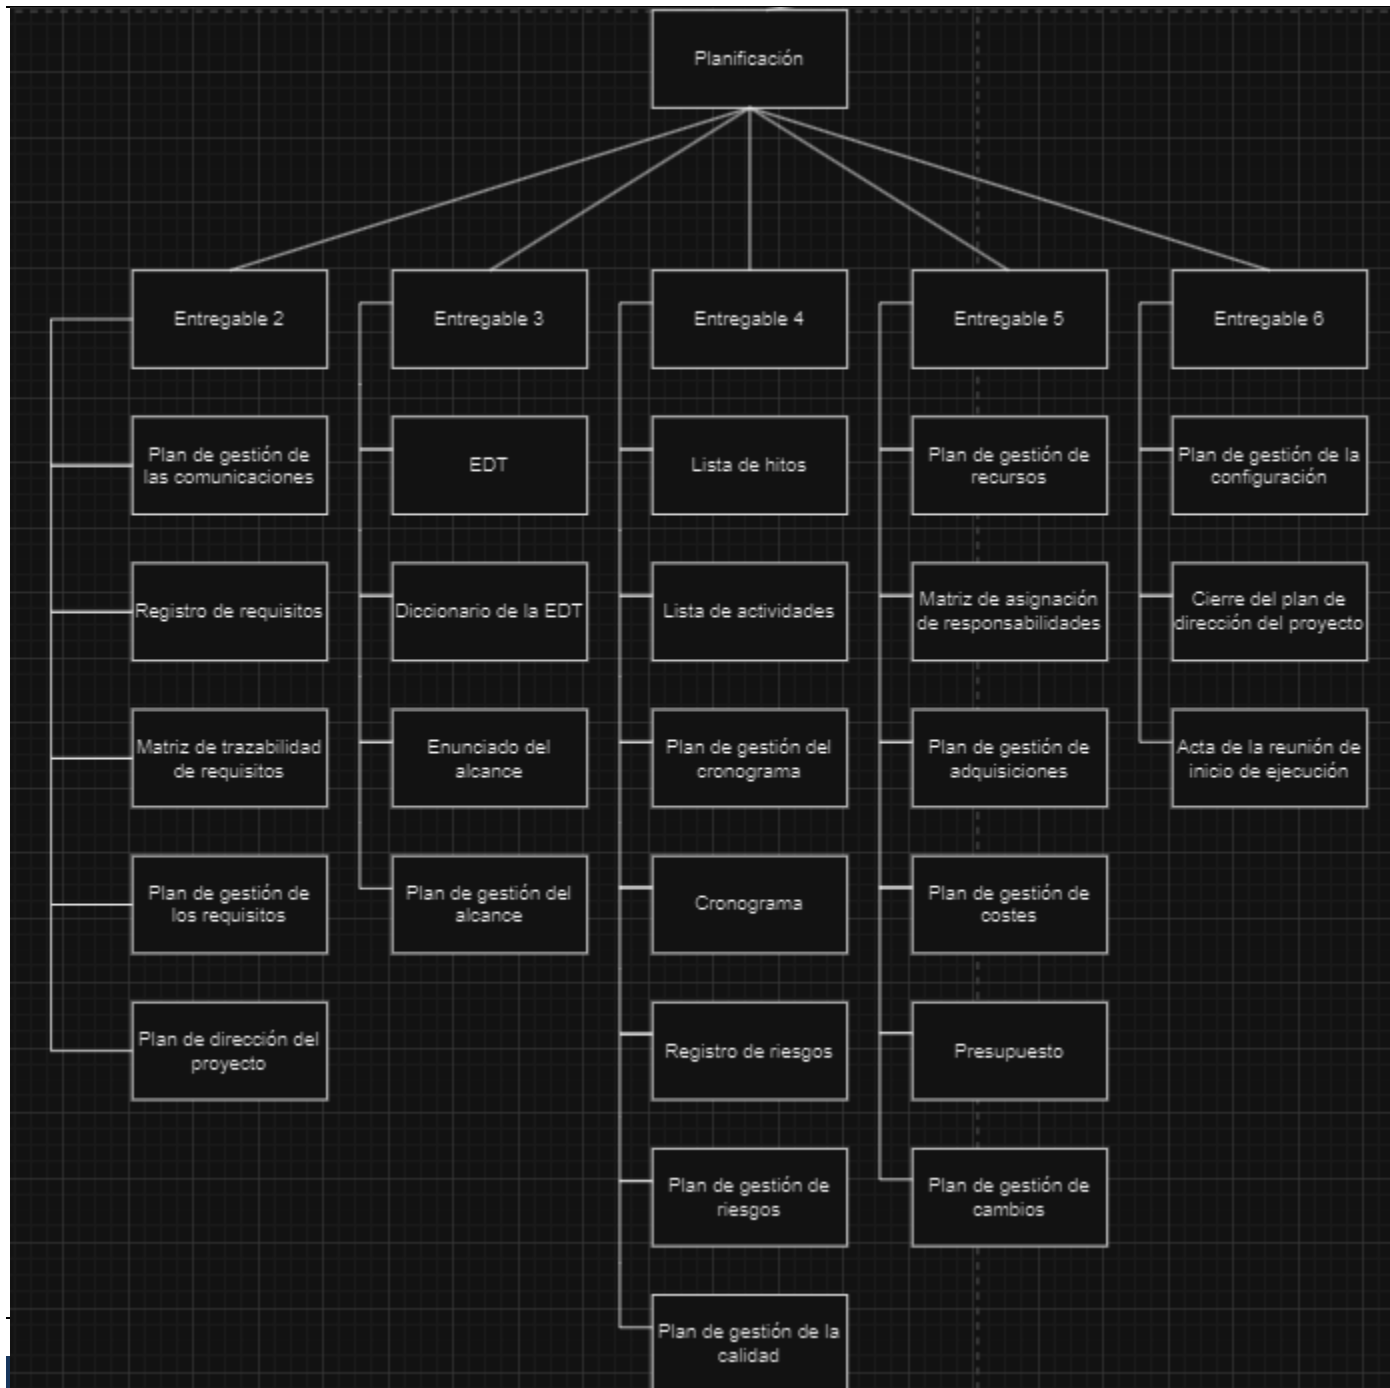 Planificación
Entregable 2
Plan de gestión de
las comunicaciones
Registro de requisitos
Matriz de trazabilidad
de requisitos
Plan de gestión de
los requisitos
Plan de dirección del
proyecto
Entregable 3
EDT
Diccionario de la EDT
Enunciado del
alcance
Plan de gestión del
alcance
Entregable 4
Lista de hitos
Lista de actividades
Plan de gestión del
cronograma
Cronograma
Registro de riesgos
Plan de gestión de
riesgos
Plan de gestión de la
calidad
Entregable 5
Plan de gestión de
recursos
Matriz de asignación
de responsabilidades
Plan de gestión de
adquisiciones
Plan de gestión de
costes
Presupuesto
Plan de gestión de
cambios
Entregable 6
Plan de gestión de la
configuración
Cierre del plan de
dirección del proyecto
Acta de la reunión de
inicio de ejecución